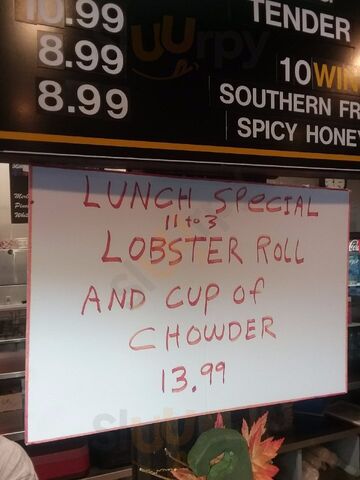 10.99
8.99
8.99
TENDER
10 WIN
SOUTHERN FR
SPICY HONE
LUNCH SPECIAL
11 to 3
LOBSTER ROLL
AND CUP of
CHOWDER
13.99